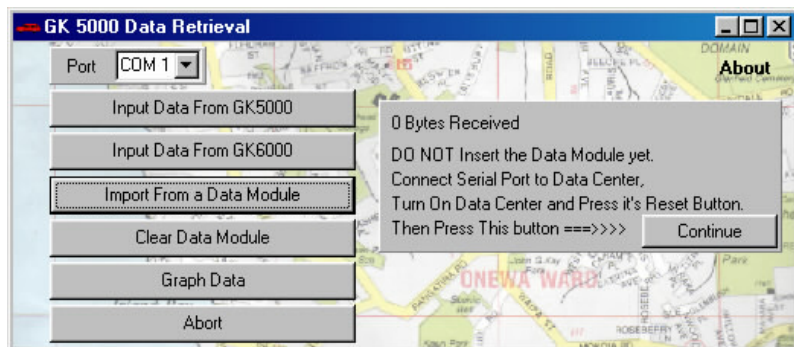 GK 5000 Data Retrieval
Port COM 1
About
Input Data From GK5000
Input Data From GK6000
Import From a Data Module
Clear Data Module
Graph Data
Abort
0 Bytes Received
DO NOT Insert the Data Module yet.
Connect Serial Port to Data Center,
Turn On Data Center and Press it's Reset Button.
Then Press This button ===>>>> Continue
DOMAIN
ONEWA WARD
Park
ROSEBERRY